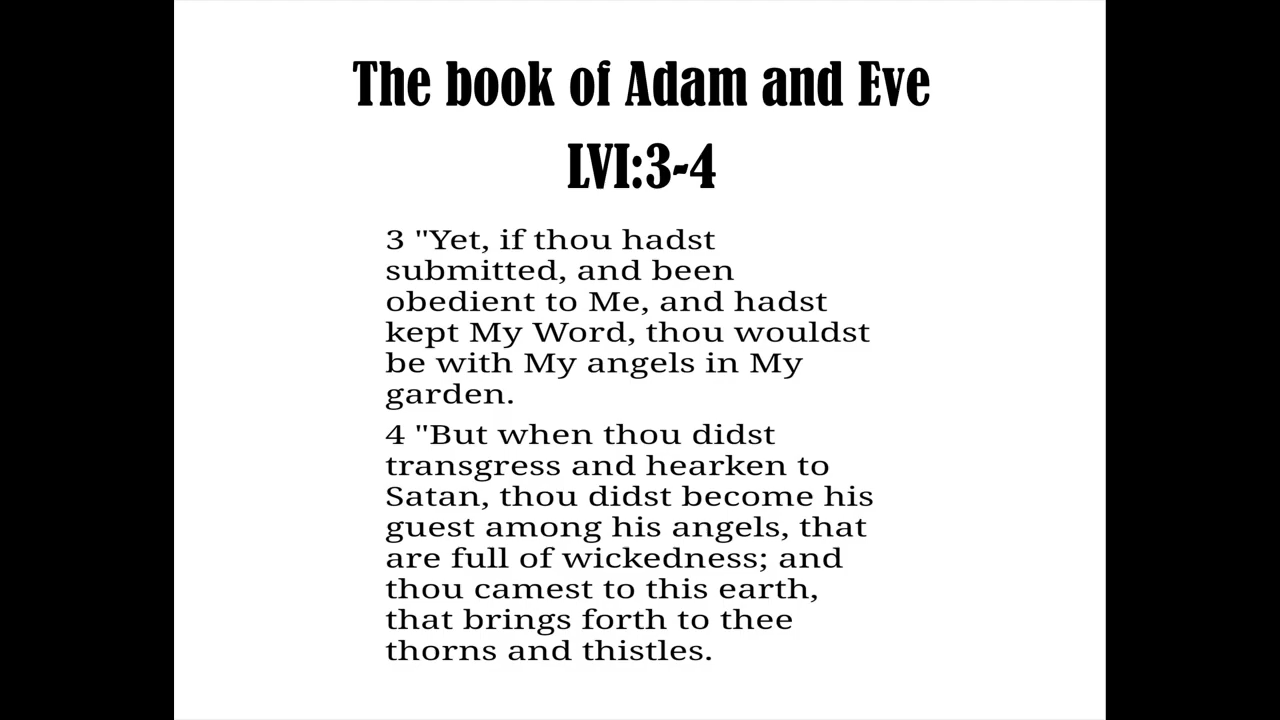 The book of Adam and Eve
LVI:3-4
3 "Yet, if thou hadst
submitted, and been
obedient to Me, and hadst
kept My Word, thou wouldst
be with My angels in My
garden.
4 "But when thou didst
transgress and hearken to
Satan, thou didst become his
guest among his angels, that
are full of wickedness; and
thou camest to this earth,
that brings forth to thee
thorns and thistles.